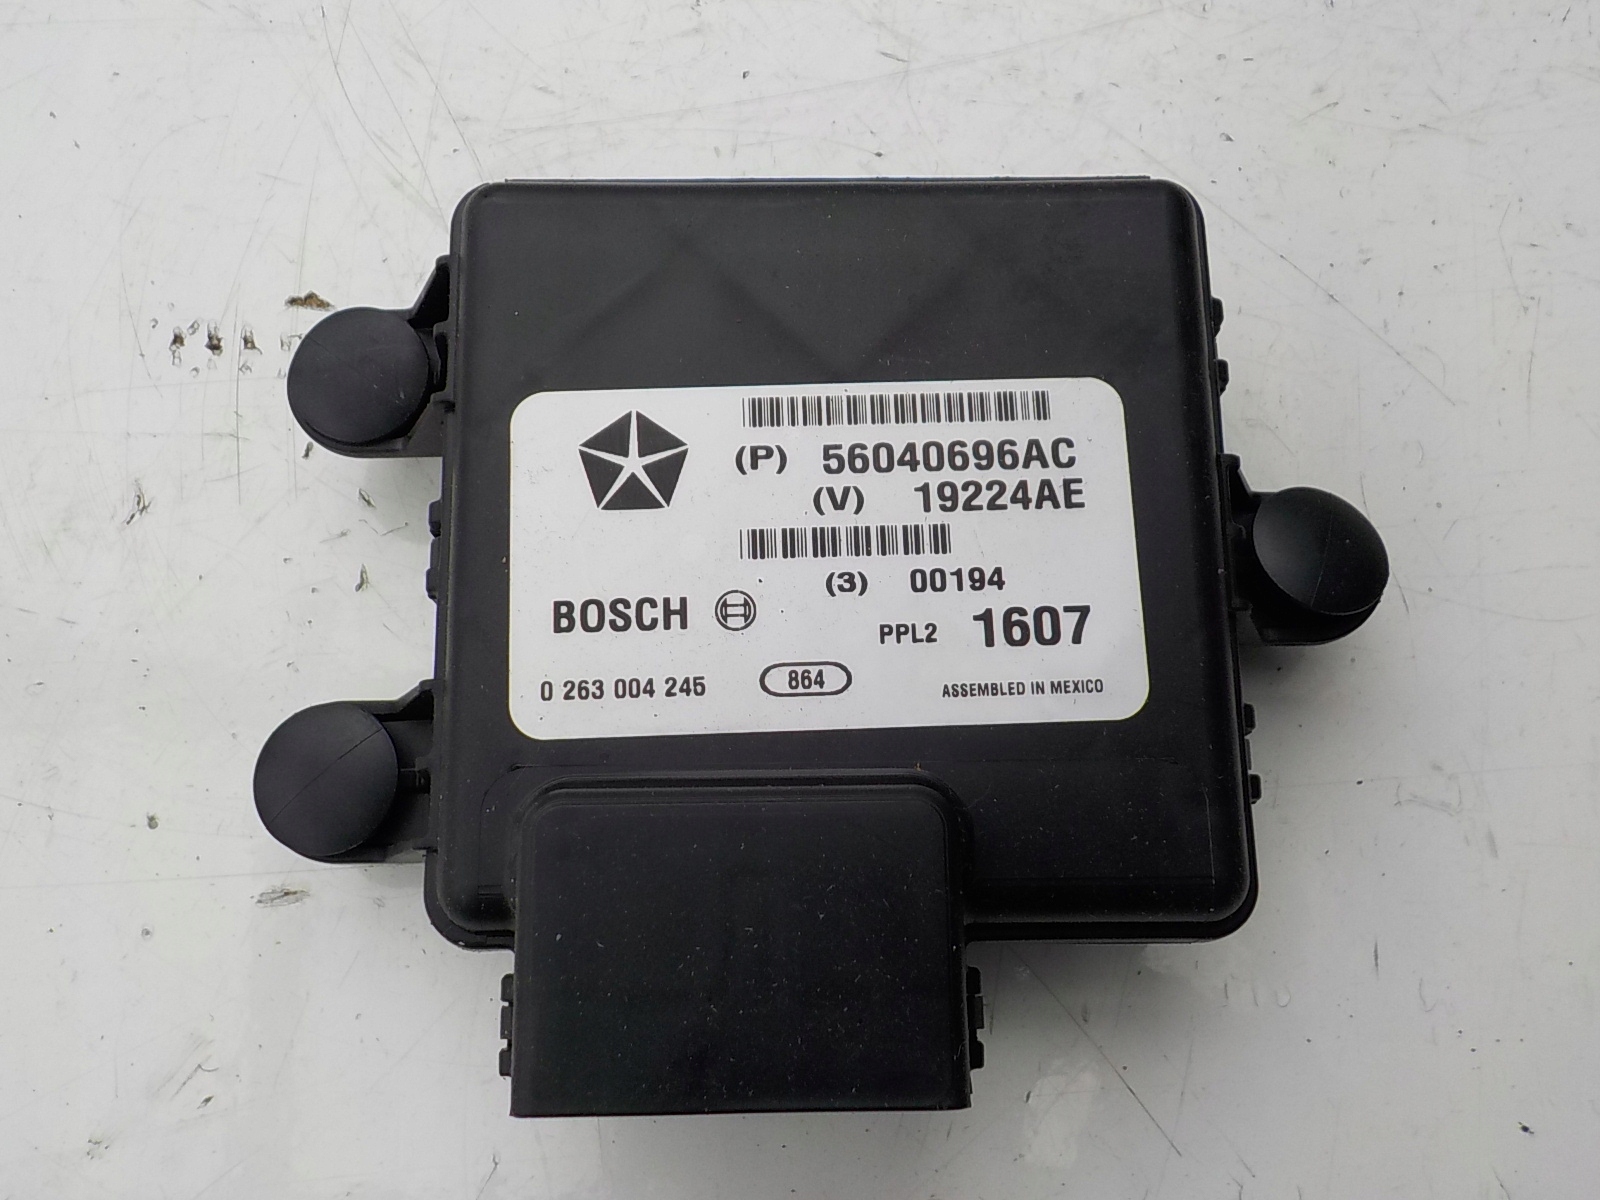 (P) 56040696AC
(V) 19224AE
(3) 00194
BOSCH
PPL2 1607
0 263 004 245
864
ASSEMBLED IN MEXICO